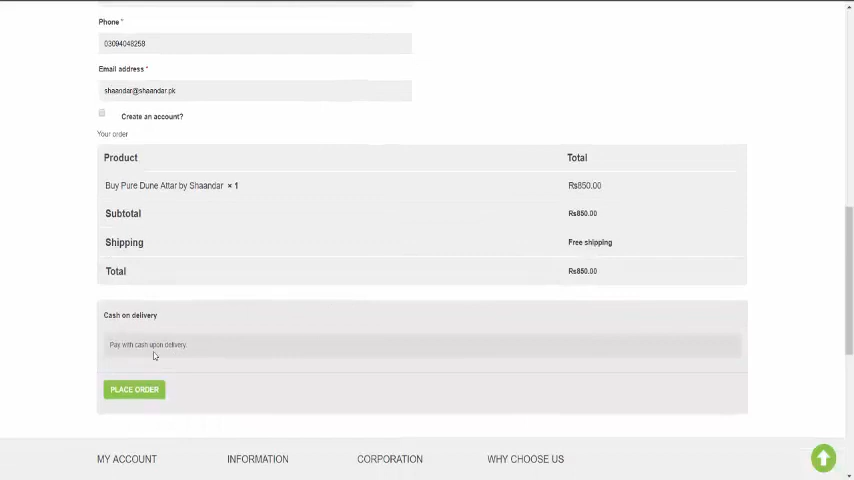 Phone *
03094048258
Email address *
shaandar@shaandar.pk
Create an account?
Your order
Product Total
Buy Pure Dune Attar by Shaandar × 1 Rs850.00
Subtotal Rs850.00
Shipping Free shipping
Total Rs850.00
Cash on delivery
Pay with cash upon delivery.
PLACE ORDER
MY ACCOUNT INFORMATION CORPORATION WHY CHOOSE US